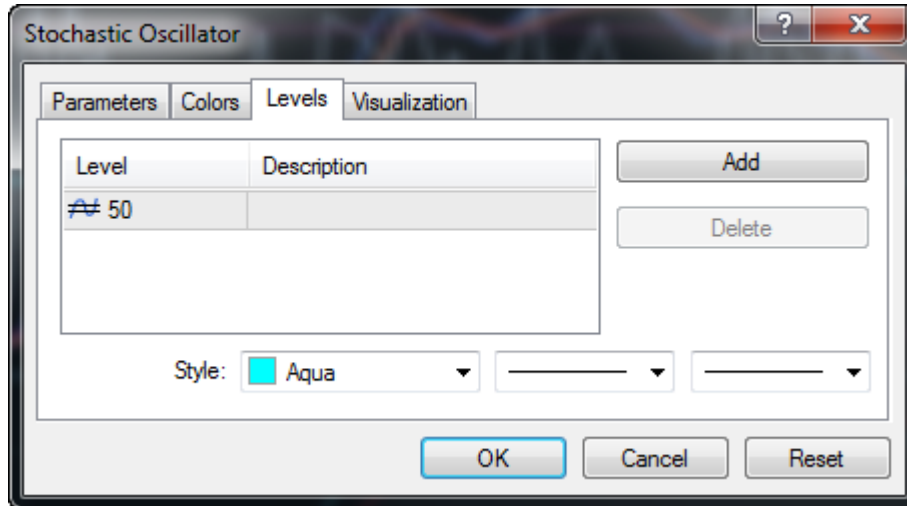 Stochastic Oscillator
?
X
Parameters Colors Levels Visualization
Level Description
50
Add
Delete
Style: Aqua
OK Cancel Reset